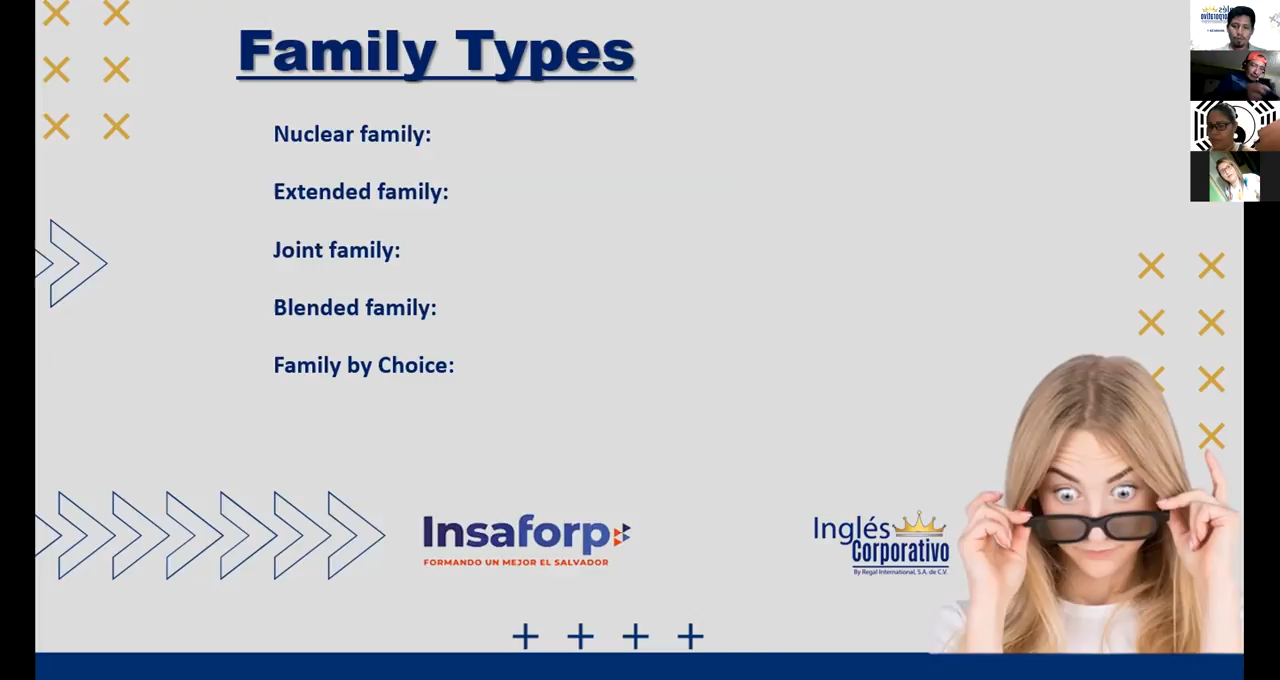 Family Types
Nuclear family:
Extended family:
Joint family:
Blended family:
Family by Choice:
Insaforp
FORMANDO UN MEJOR EL SALVADOR
Inglés
Corporativo
By Regal International, S.A. de C.V.